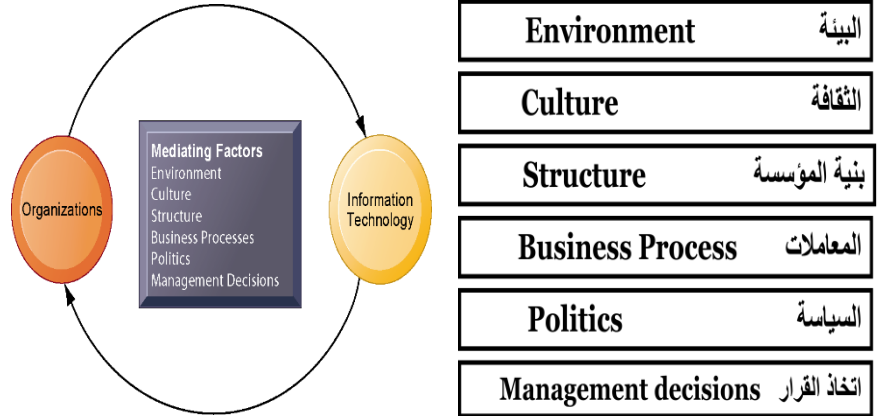 Organizations
Mediating Factors
Environment
Culture
Structure
Business Processes
Politics
Management Decisions
Information
Technology
Environment البيئة
Culture الثقافة
Structure بنية المؤسسة
Business Process المعاملات
Politics السياسة
Management decisions اتخاذ القرار